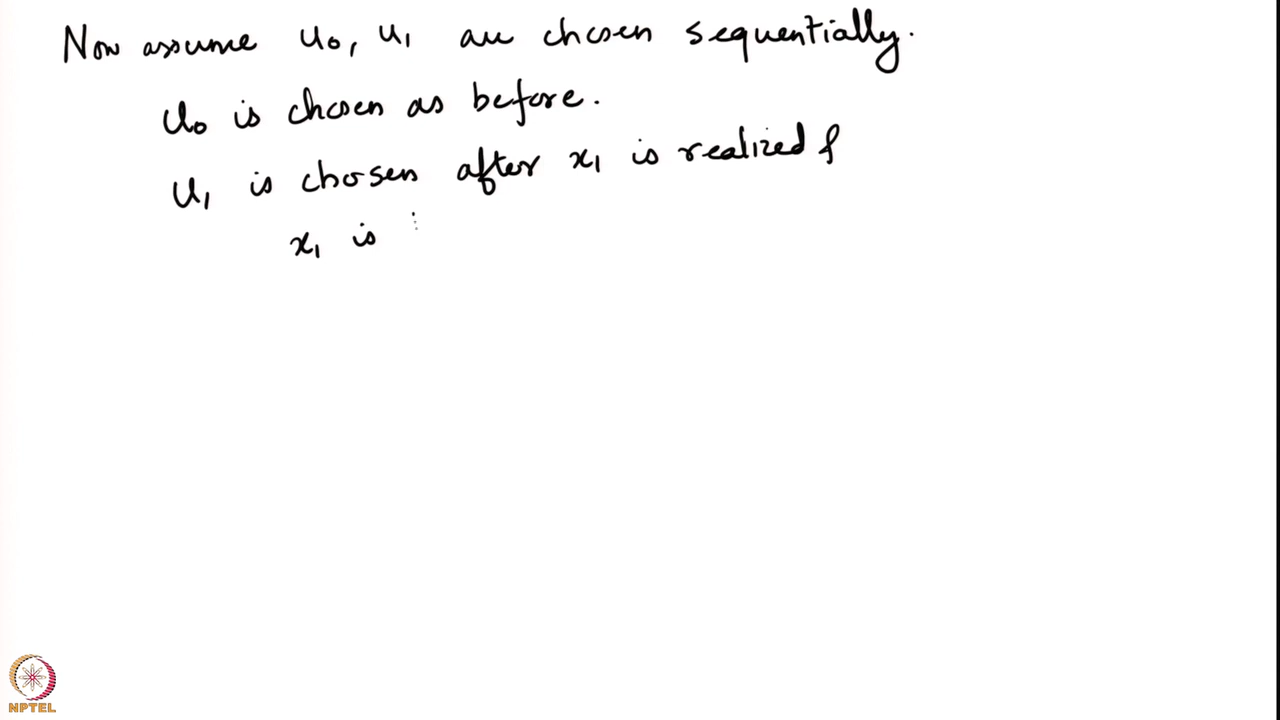 Now assume u₀, u₁ are chosen sequentially.
u₀ is chosen as before.
u₁ is chosen after x₁ is realized &
x₁ is
NPTEL